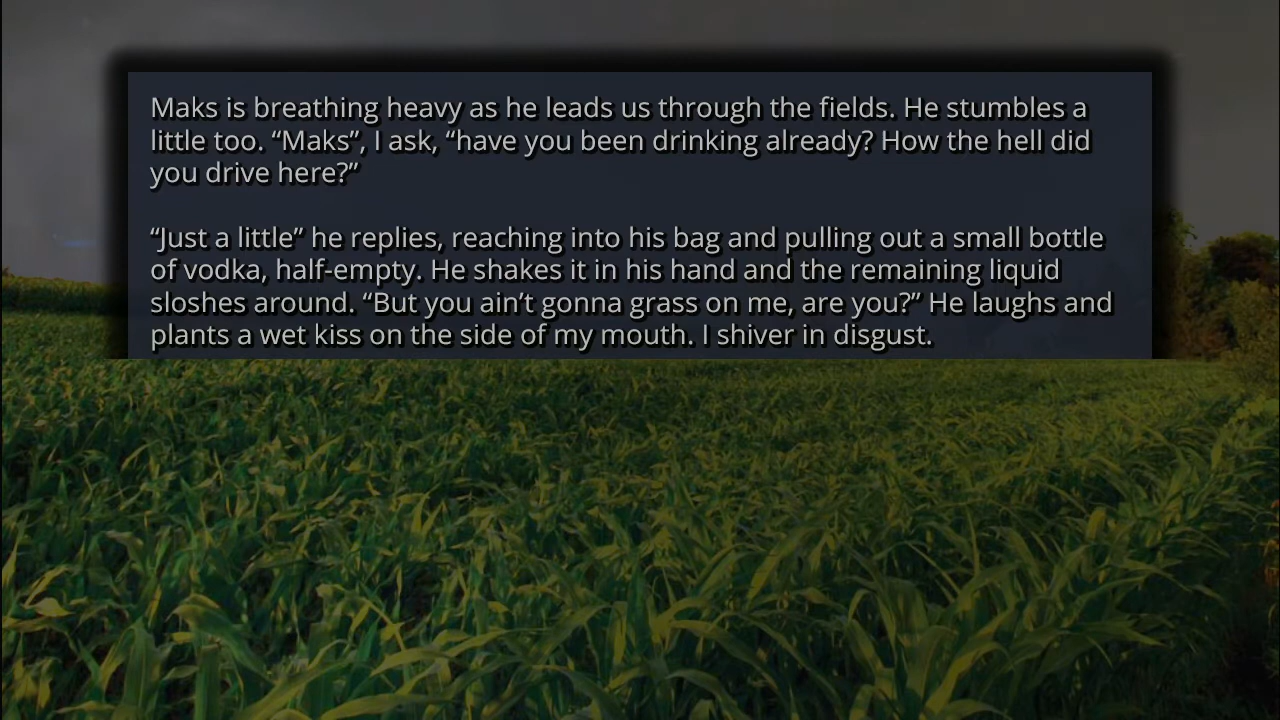 Maks is breathing heavy as he leads us through the fields. He stumbles a
little too. “Maks”, I ask, “have you been drinking already? How the hell did
you drive here?”
“Just a little” he replies, reaching into his bag and pulling out a small bottle
of vodka, half-empty. He shakes it in his hand and the remaining liquid
sloshes around. “But you ain’t gonna grass on me, are you?” He laughs and
plants a wet kiss on the side of my mouth. I shiver in disgust.